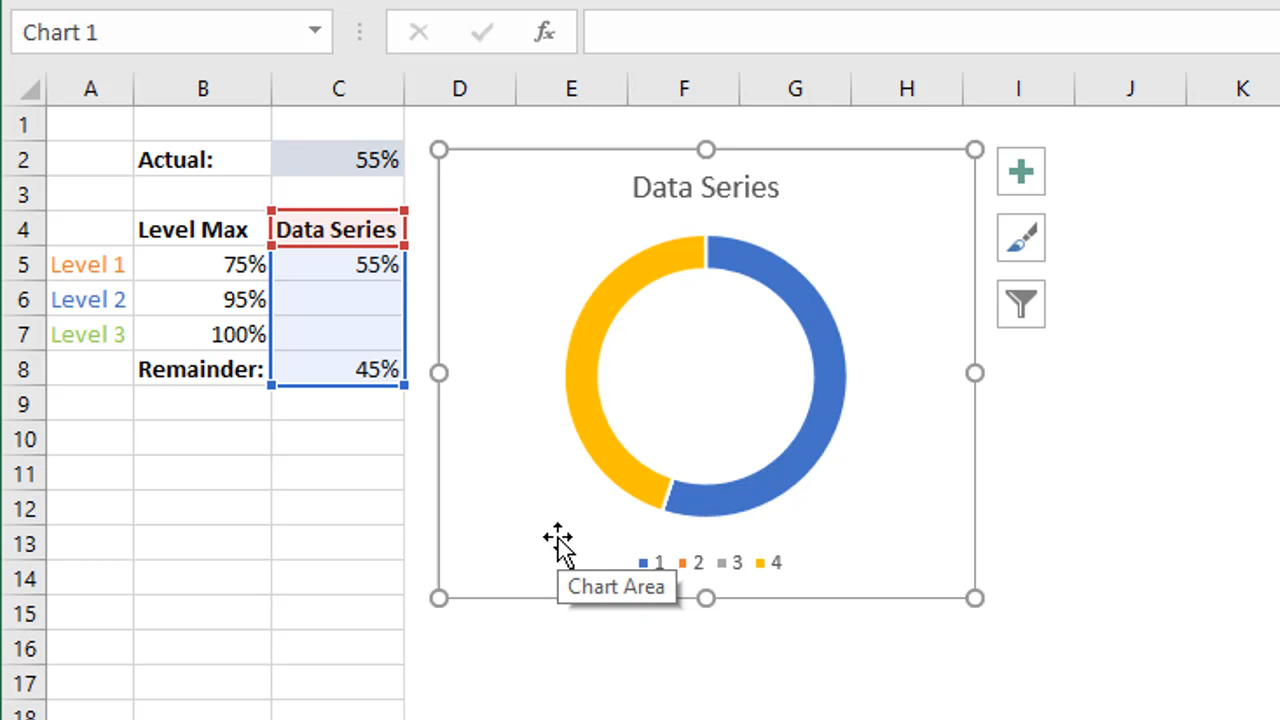 Chart 1 fx
A B C D E F G H I J K
1
2 Actual: 55%
3
4 Level Max Data Series
5 Level 1 75% 55%
6 Level 2 95%
7 Level 3 100%
8 Remainder: 45%
9
10
11
12
13
14
15
16
17
18
Data Series
1 2 3 4
Chart Area